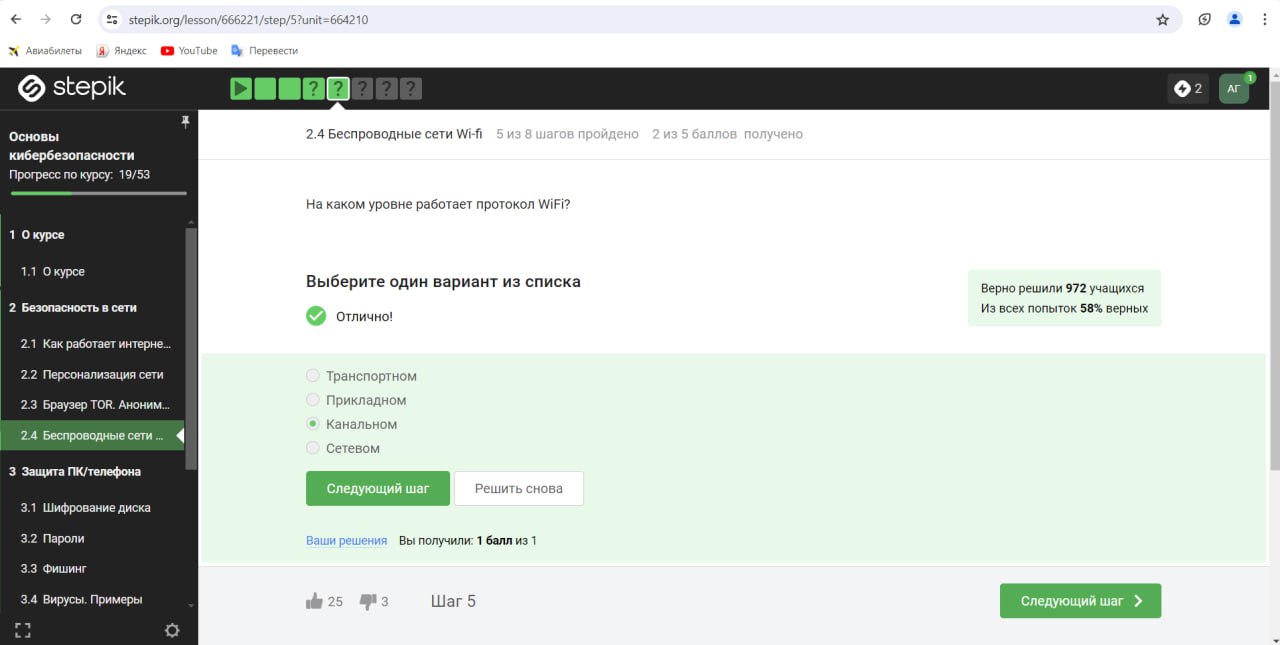 stepik.org/lesson/666221/step/5?unit=664210
Авиабилеты Яндекс YouTube Перевести
stepik
? ? ? ? ?
2 АГ 1
Основы
кибербезопасности
Прогресс по курсу: 19/53
1 О курсе
1.1 О курсе
2 Безопасность в сети
2.1 Как работает интерне...
2.2 Персонализация сети
2.3 Браузер TOR. Аноним...
2.4 Беспроводные сети ...
3 Защита ПК/телефона
3.1 Шифрование диска
3.2 Пароли
3.3 Фишинг
3.4 Вирусы. Примеры
2.4 Беспроводные сети Wi-fi 5 из 8 шагов пройдено 2 из 5 баллов получено
На каком уровне работает протокол WiFi?
Выберите один вариант из списка
Отлично!
Верно решили 972 учащихся
Из всех попыток 58% верных
Транспортном
Прикладном
Канальном
Сетевом
Следующий шаг Решить снова
Ваши решения Вы получили: 1 балл из 1
25 3 Шаг 5 Следующий шаг